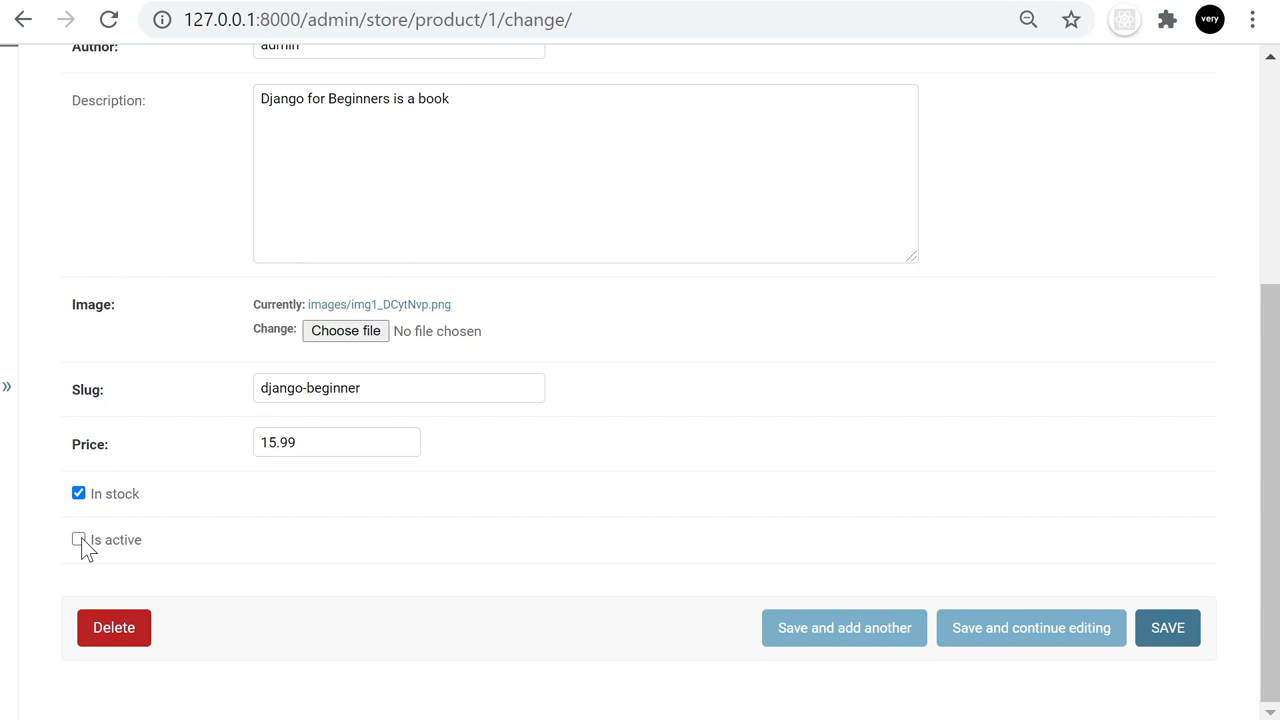 127.0.0.1:8000/admin/store/product/1/change/
very
Author: admin
Description: Django for Beginners is a book
Image: Currently: images/img1_DCytNvp.png
Change: Choose file No file chosen
»
Slug: django-beginner
Price: 15.99
In stock
Is active
Delete Save and add another Save and continue editing SAVE